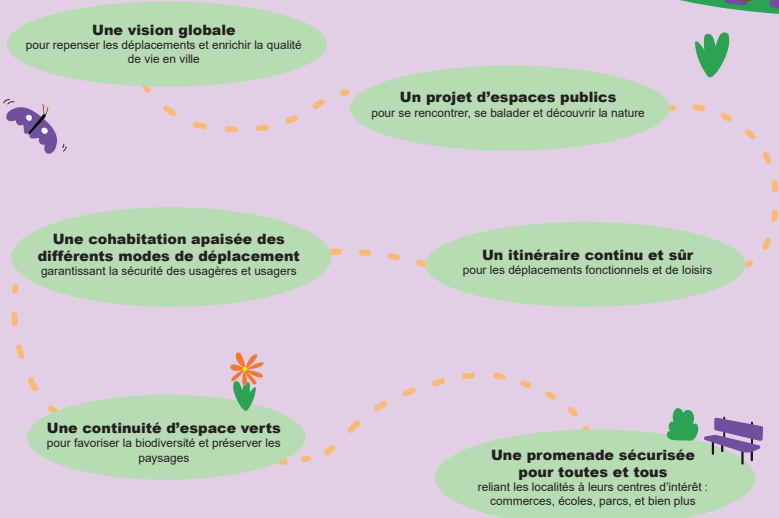 Une vision globale
pour repenser les déplacements et enrichir la qualité
de vie en ville
Un projet d'espaces publics
pour se rencontrer, se balader et découvrir la nature
Un itinéraire continu et sûr
pour les déplacements fonctionnels et de loisirs
Une cohabitation apaisée des
différents modes de déplacement
garantissant la sécurité des usagères et usagers
Une continuité d'espace verts
pour favoriser la biodiversité et préserver les
paysages
Une promenade sécurisée
pour toutes et tous
reliant les localités à leurs centres d'intérêt :
commerces, écoles, parcs, et bien plus